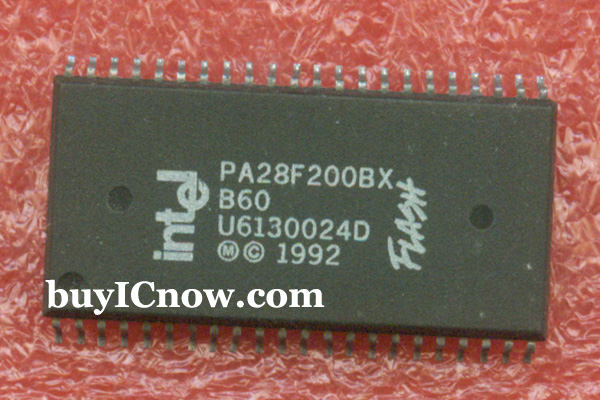 intel
PA28F200BX
B60
U6130024D
Ⓜ © 1992
FLASH
buyICnow.com